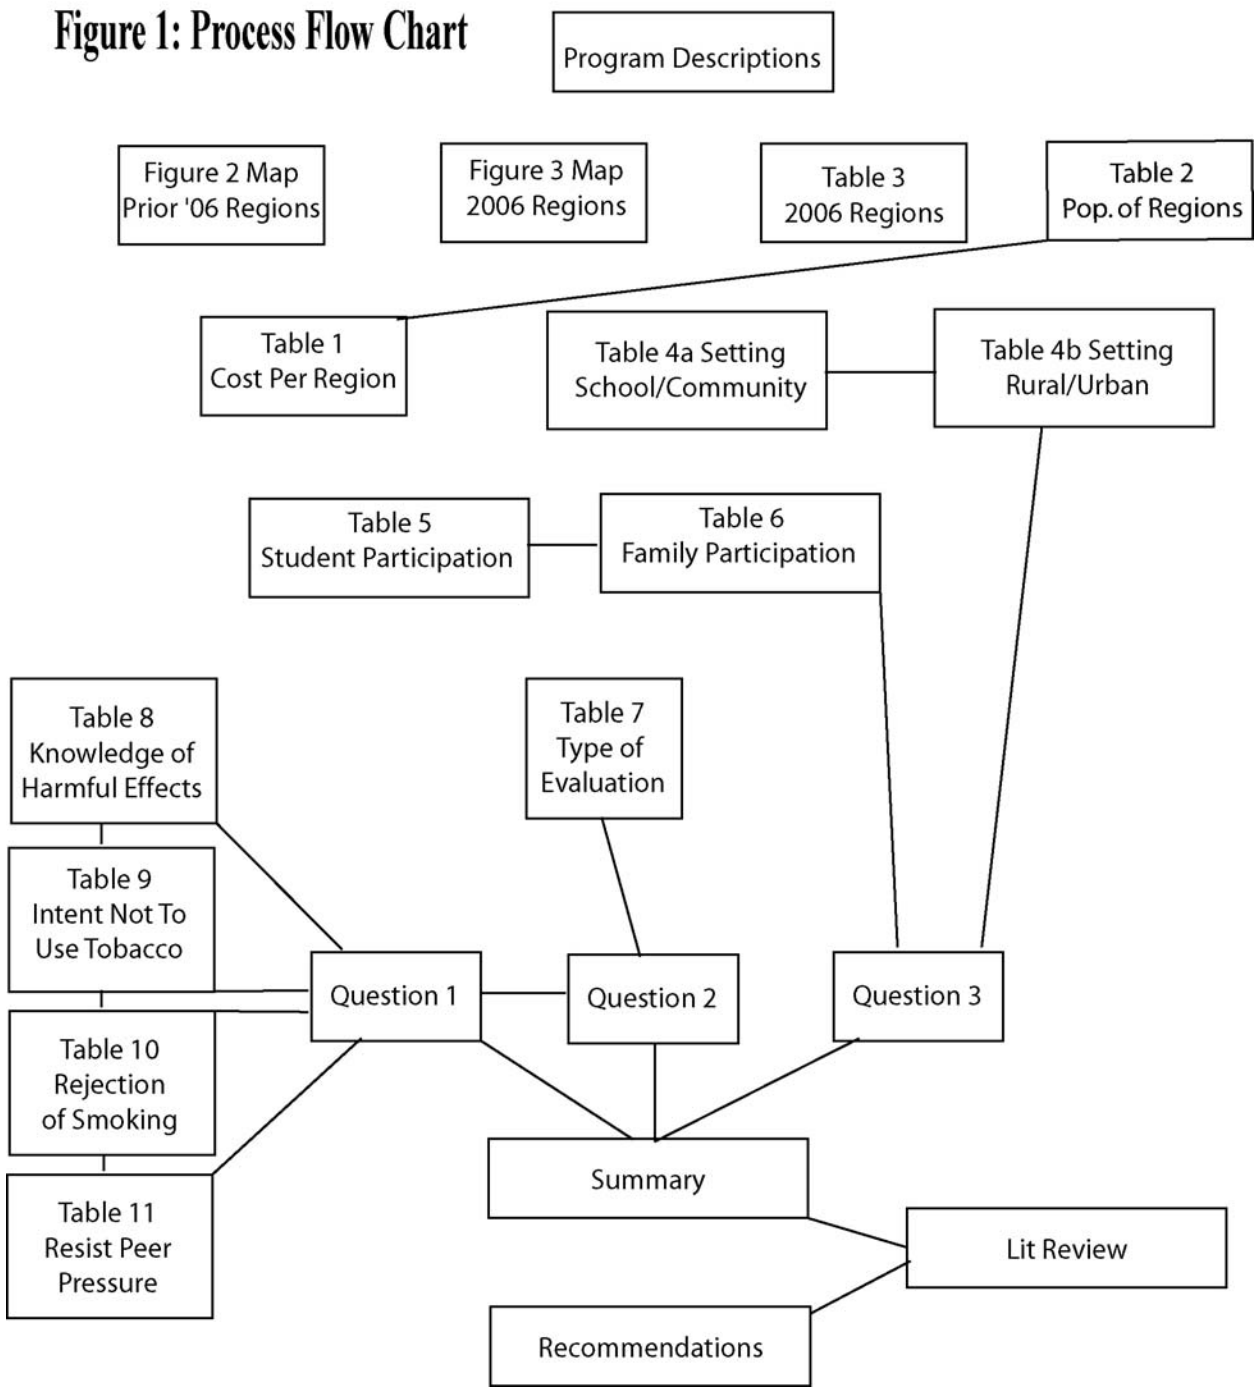 Figure 1: Process Flow Chart
Program Descriptions
Figure 2 Map
Prior '06 Regions
Figure 3 Map
2006 Regions
Table 3
2006 Regions
Table 2
Pop. of Regions
Table 1
Cost Per Region
Table 4a Setting
School/Community
Table 4b Setting
Rural/Urban
Table 5
Student Participation
Table 6
Family Participation
Table 8
Knowledge of
Harmful Effects
Table 7
Type of
Evaluation
Table 9
Intent Not To
Use Tobacco
Question 1
Question 2
Question 3
Table 10
Rejection
of Smoking
Summary
Table 11
Resist Peer
Pressure
Lit Review
Recommendations